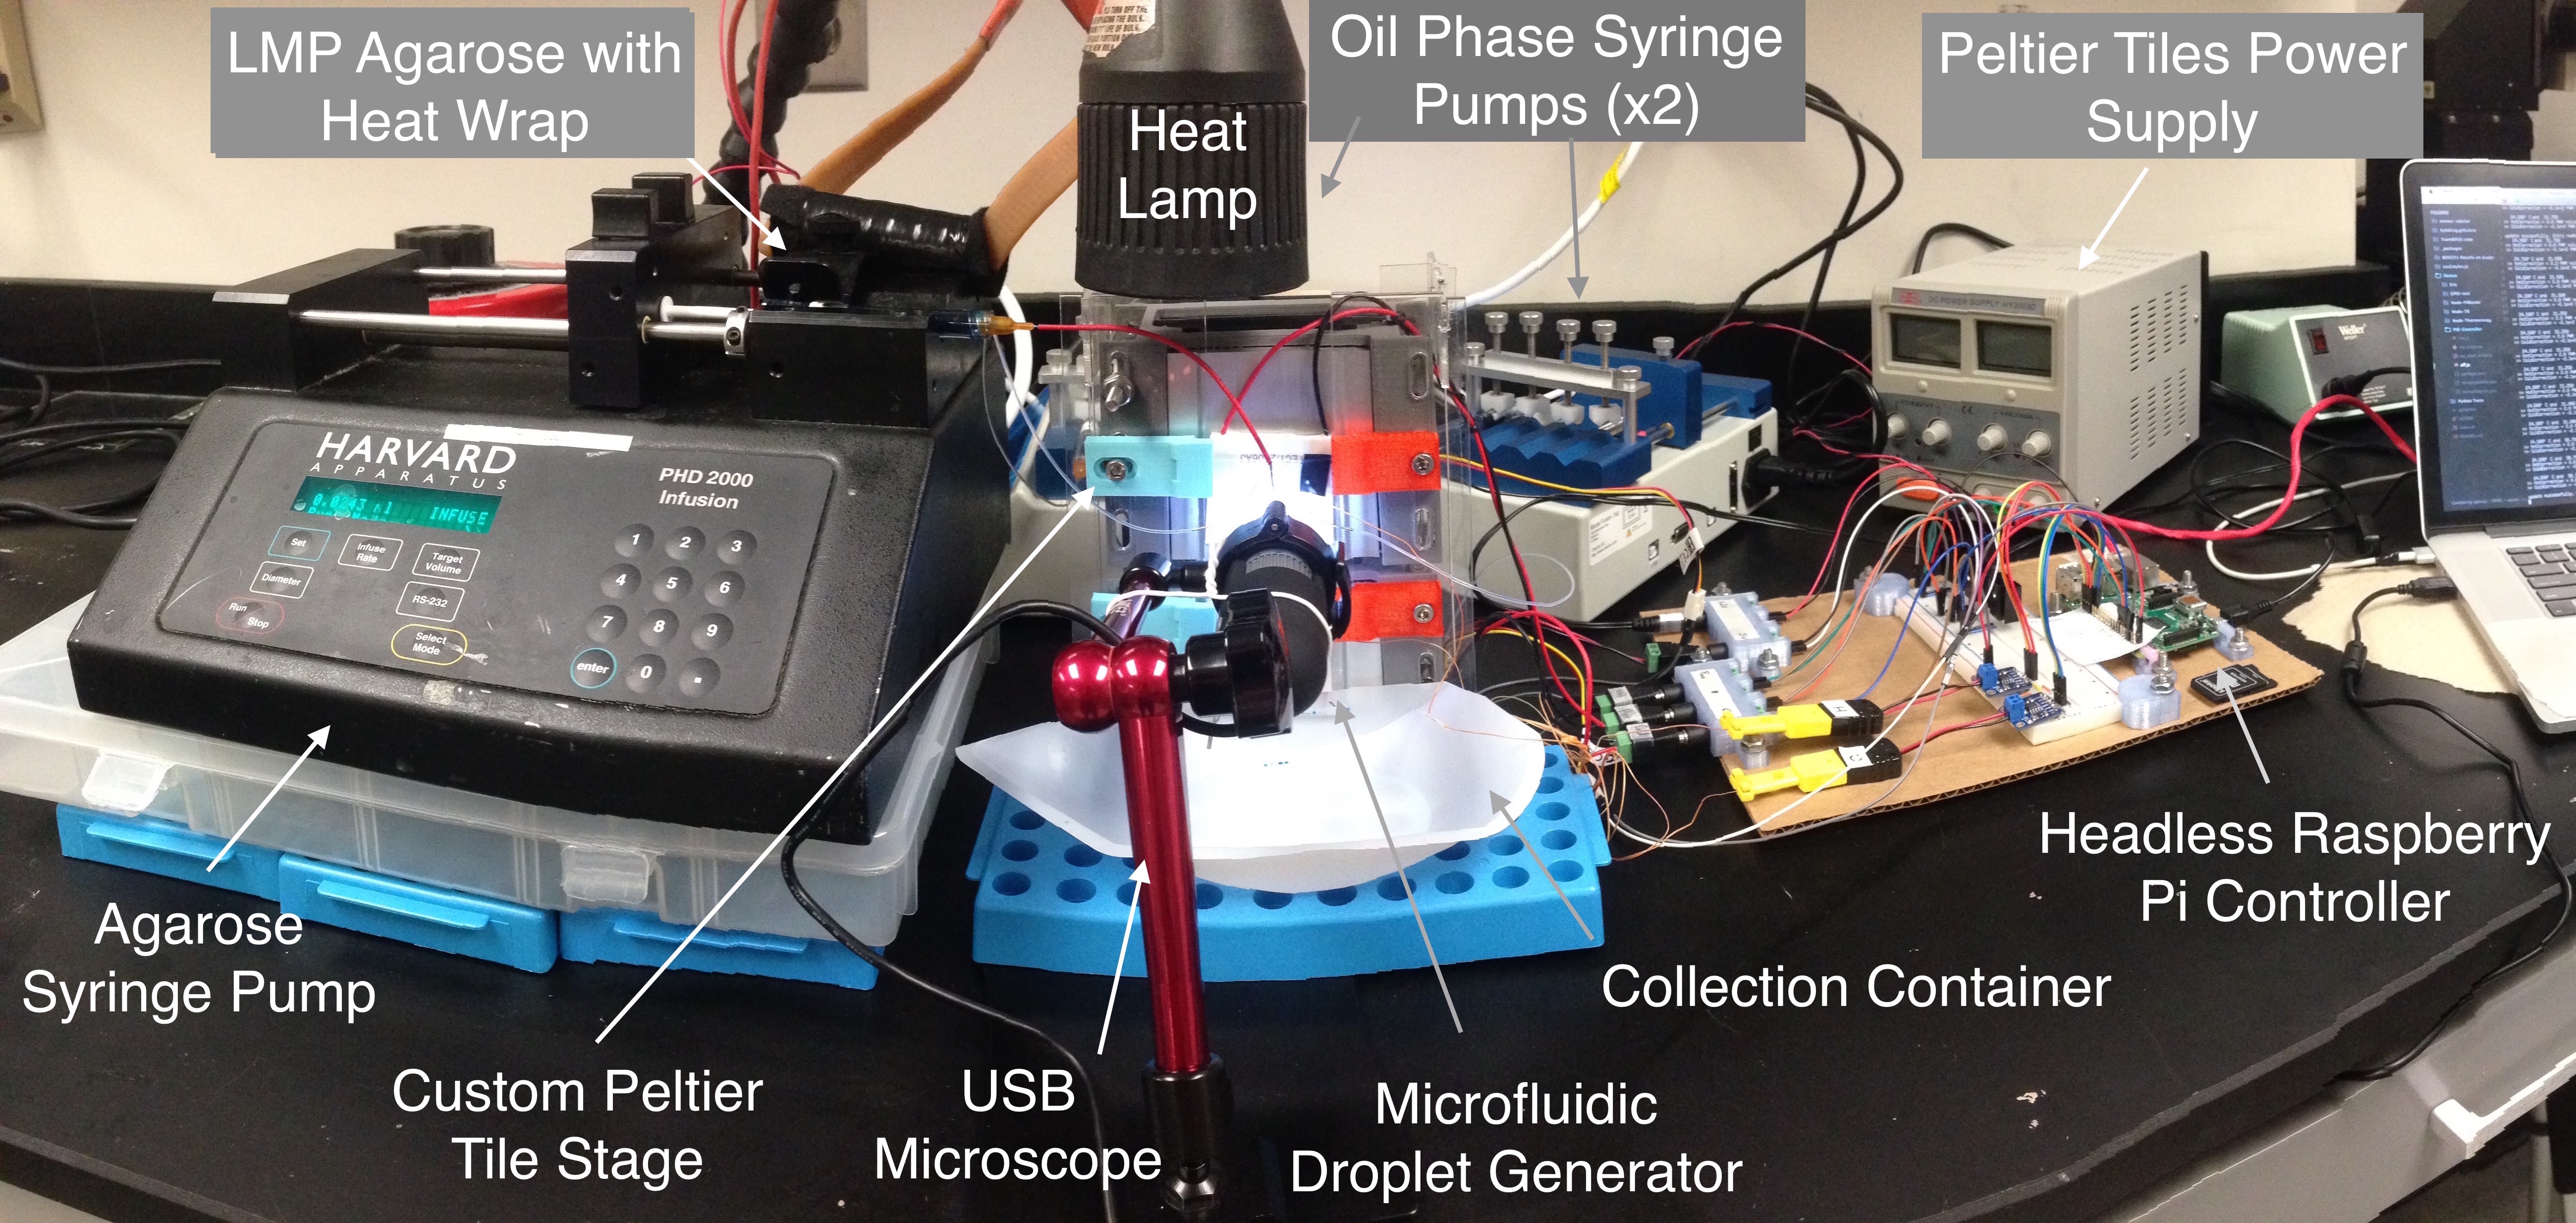 LMP Agarose with
Heat Wrap
Heat
Lamp
Oil Phase Syringe
Pumps (x2)
Peltier Tiles Power
Supply
DC POWER SUPPLY
Weller
HARVARD
APPARATUS
PHD 2000
Infusion
INFUSE
Set
Infuse
Rate
Target
Volume
Diameter
RS-232
Run
Stop
Select
Mode
1 2 3
4 5 6
7 8 9
enter 0 .
Agarose
Syringe Pump
Custom Peltier
Tile Stage
USB
Microscope
Microfluidic
Droplet Generator
Collection Container
Headless Raspberry
Pi Controller